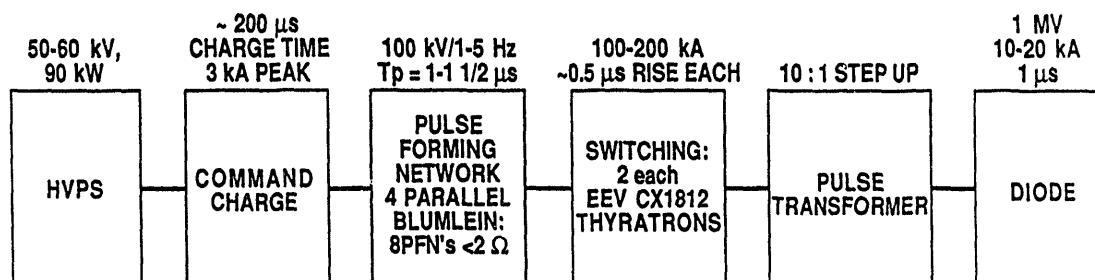 50-60 kV,
90 kW
HVPS
~ 200 µs
CHARGE TIME
3 kA PEAK
COMMAND
CHARGE
100 kV/1-5 Hz
Tp = 1-1 1/2 µs
PULSE
FORMING
NETWORK
4 PARALLEL
BLUMLEIN:
8PFN's <2 Ω
100-200 kA
~0.5 µs RISE EACH
SWITCHING:
2 each
EEV CX1812
THYRATRONS
10 : 1 STEP UP
PULSE
TRANSFORMER
1 MV
10-20 kA
1 µs
DIODE